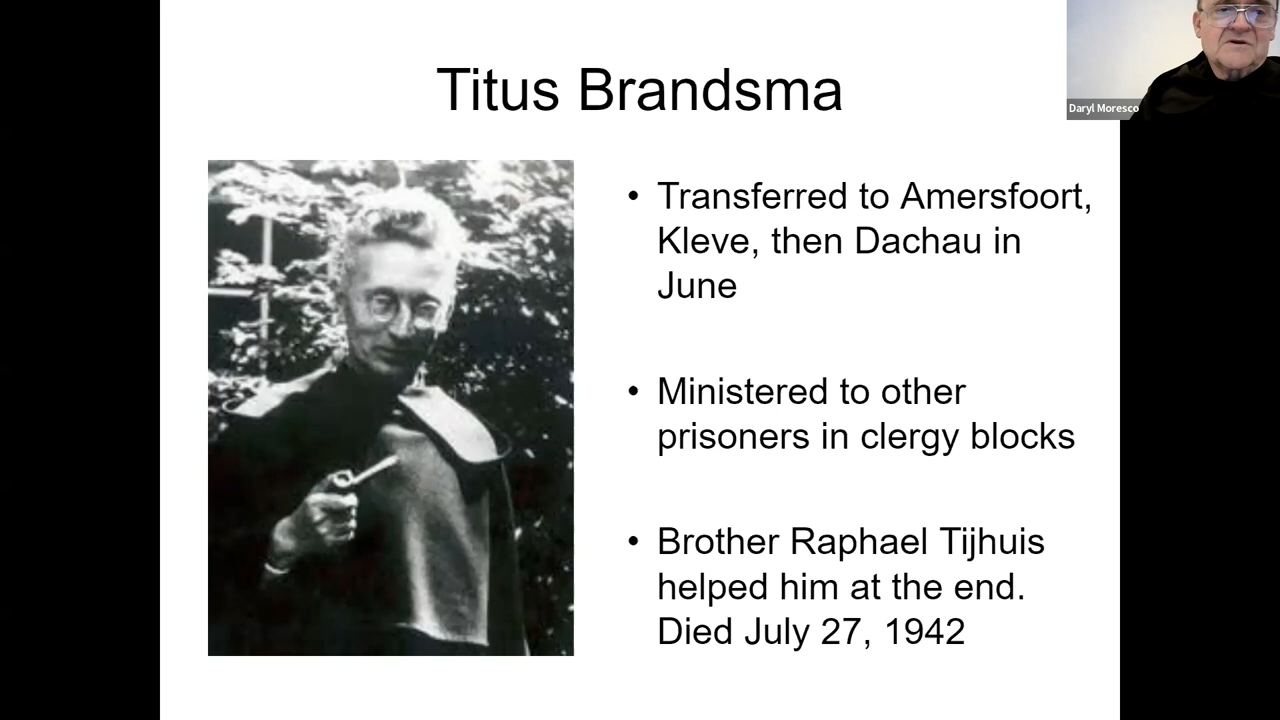 Titus Brandsma
Daryl Moresco
• Transferred to Amersfoort,
Kleve, then Dachau in
June
• Ministered to other
prisoners in clergy blocks
• Brother Raphael Tijhuis
helped him at the end.
Died July 27, 1942